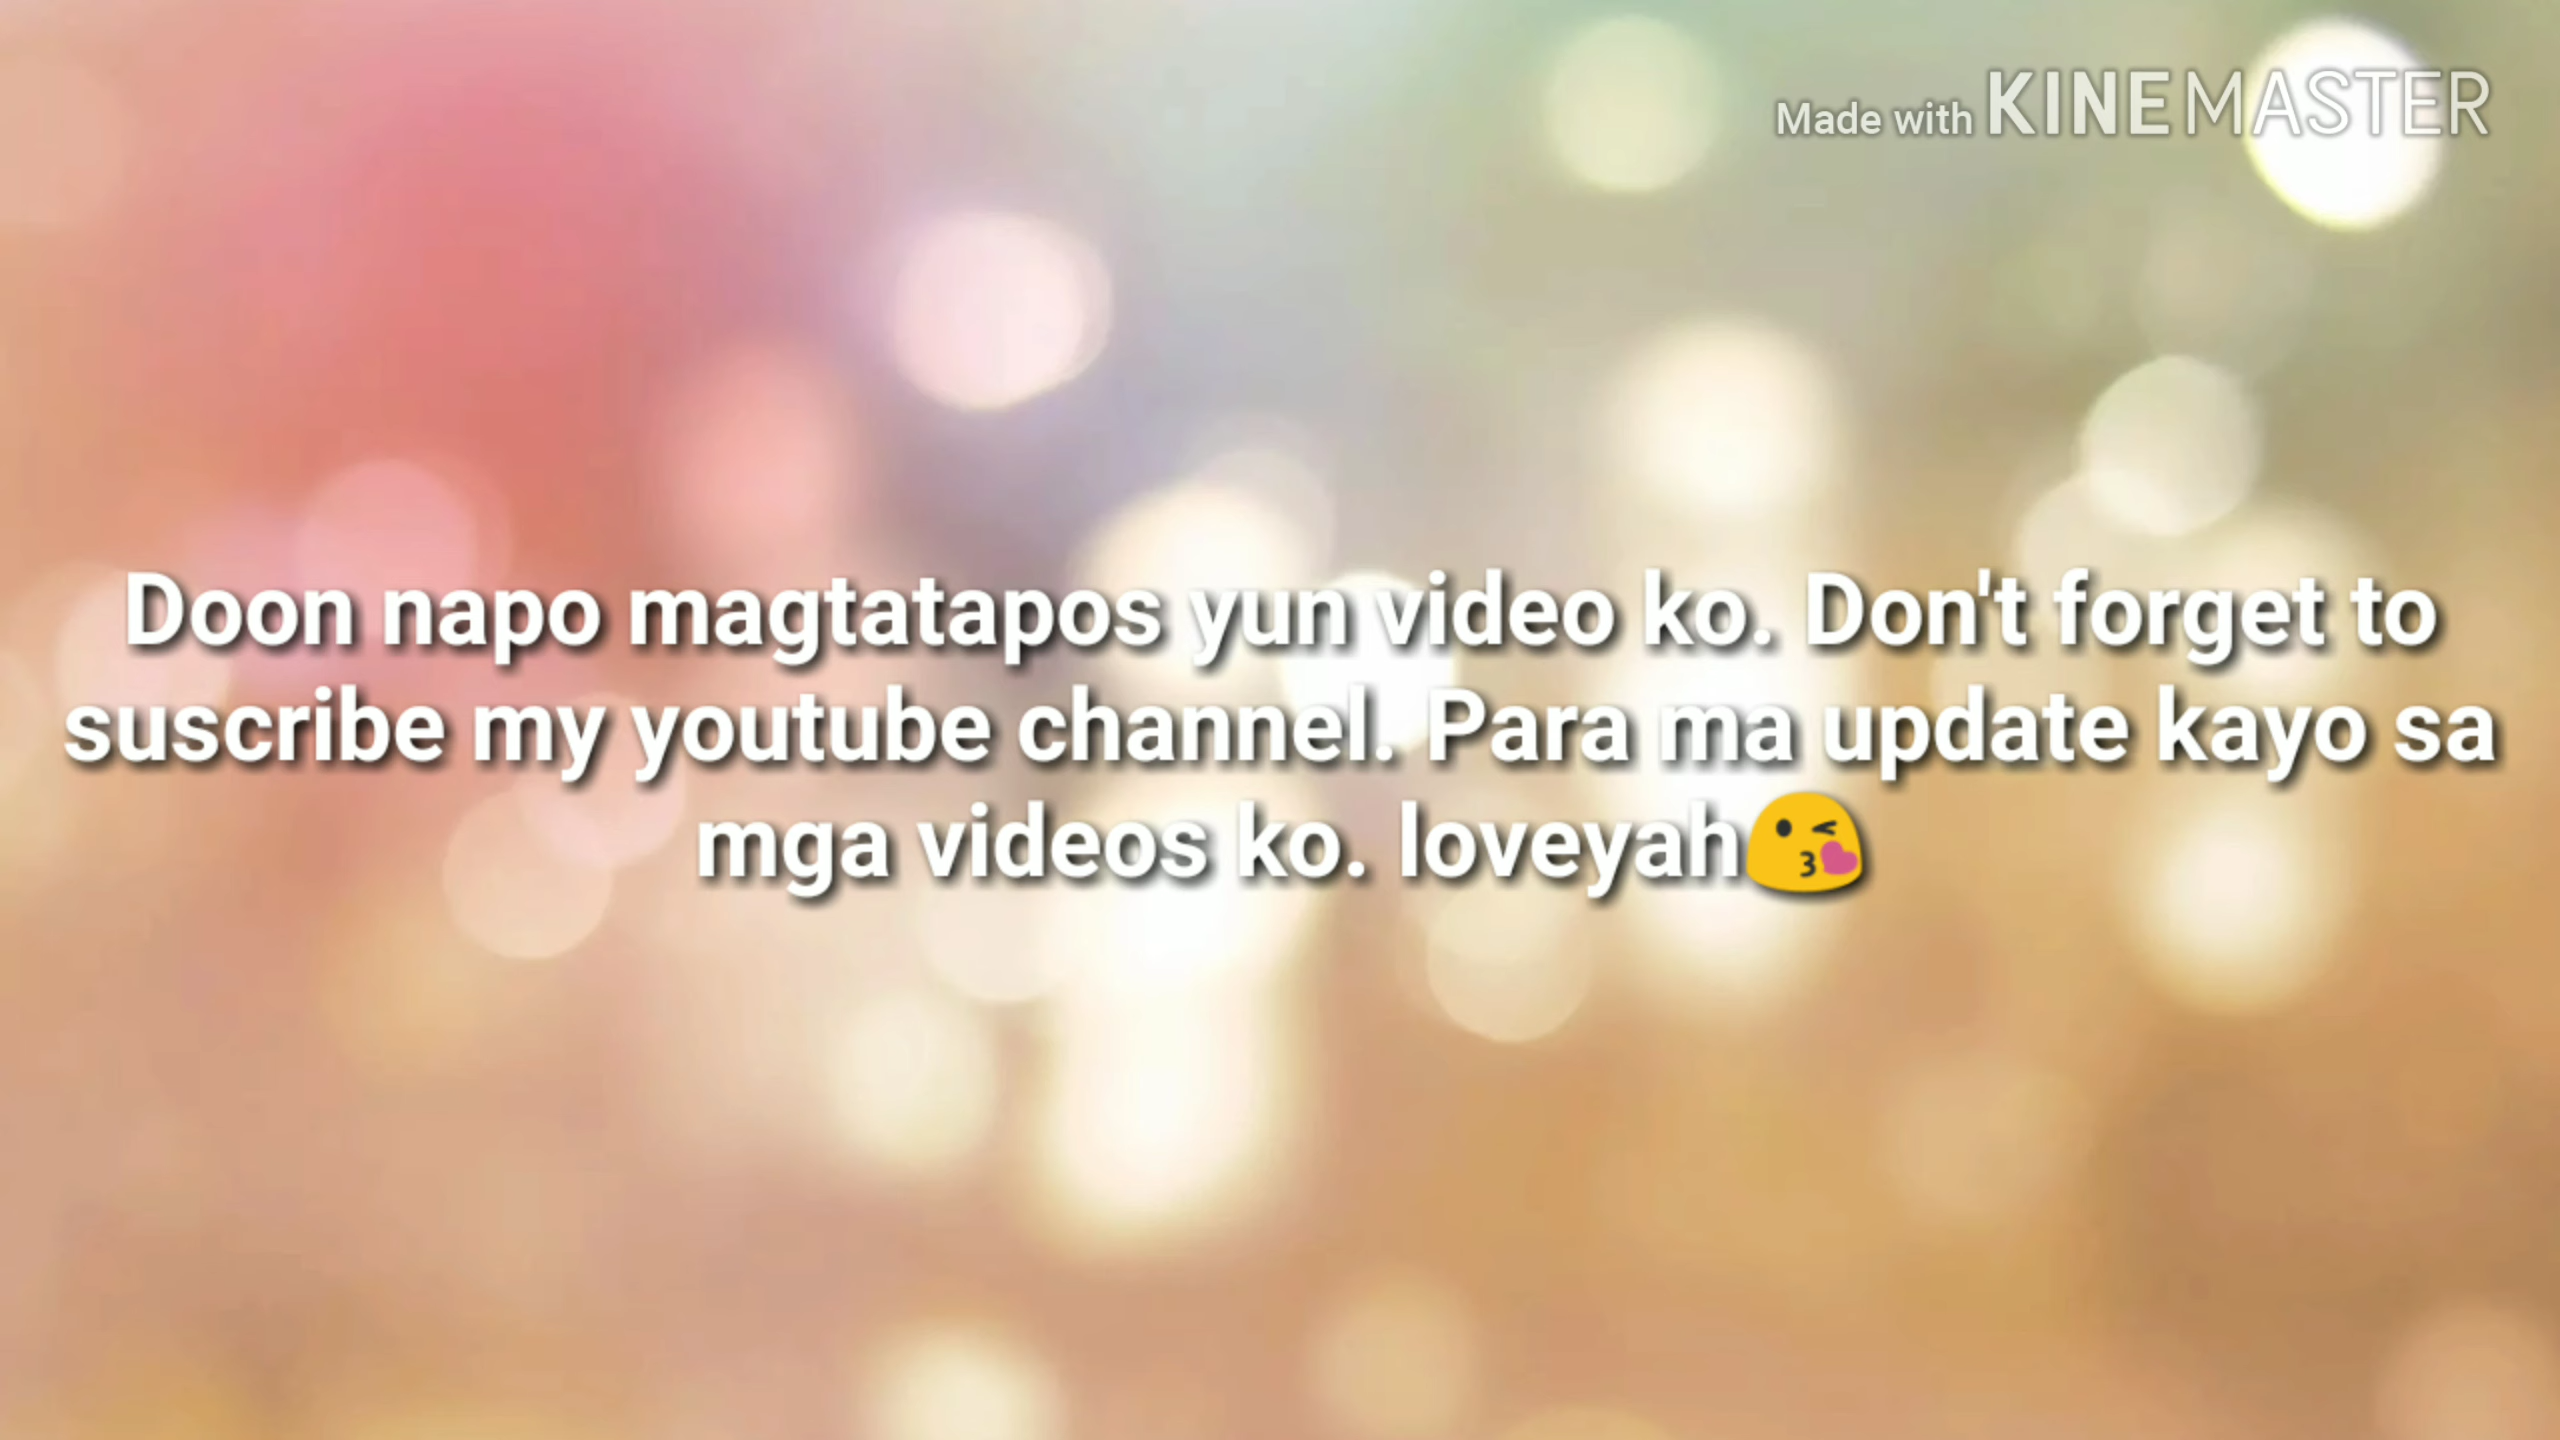 Made with KINEMASTER
Doon napo magtatapos yun video ko. Don't forget to
suscribe my youtube channel. Para ma update kayo sa
mga videos ko. loveyah😘